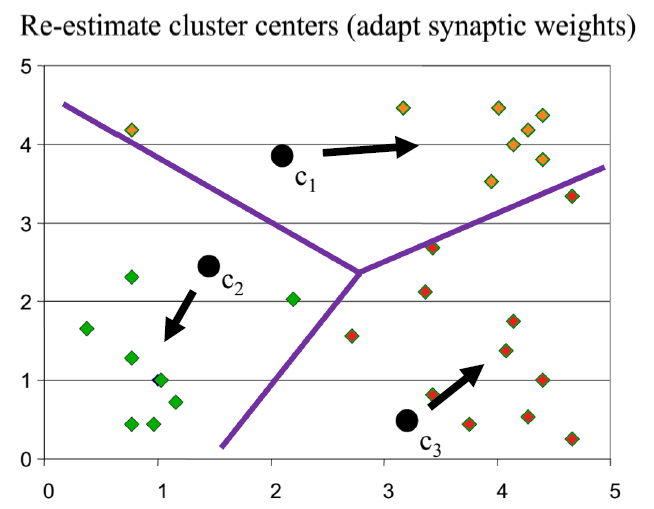 Re-estimate cluster centers (adapt synaptic weights)
5
4
c1
3
c2
2
1
c3
0
0 1 2 3 4 5